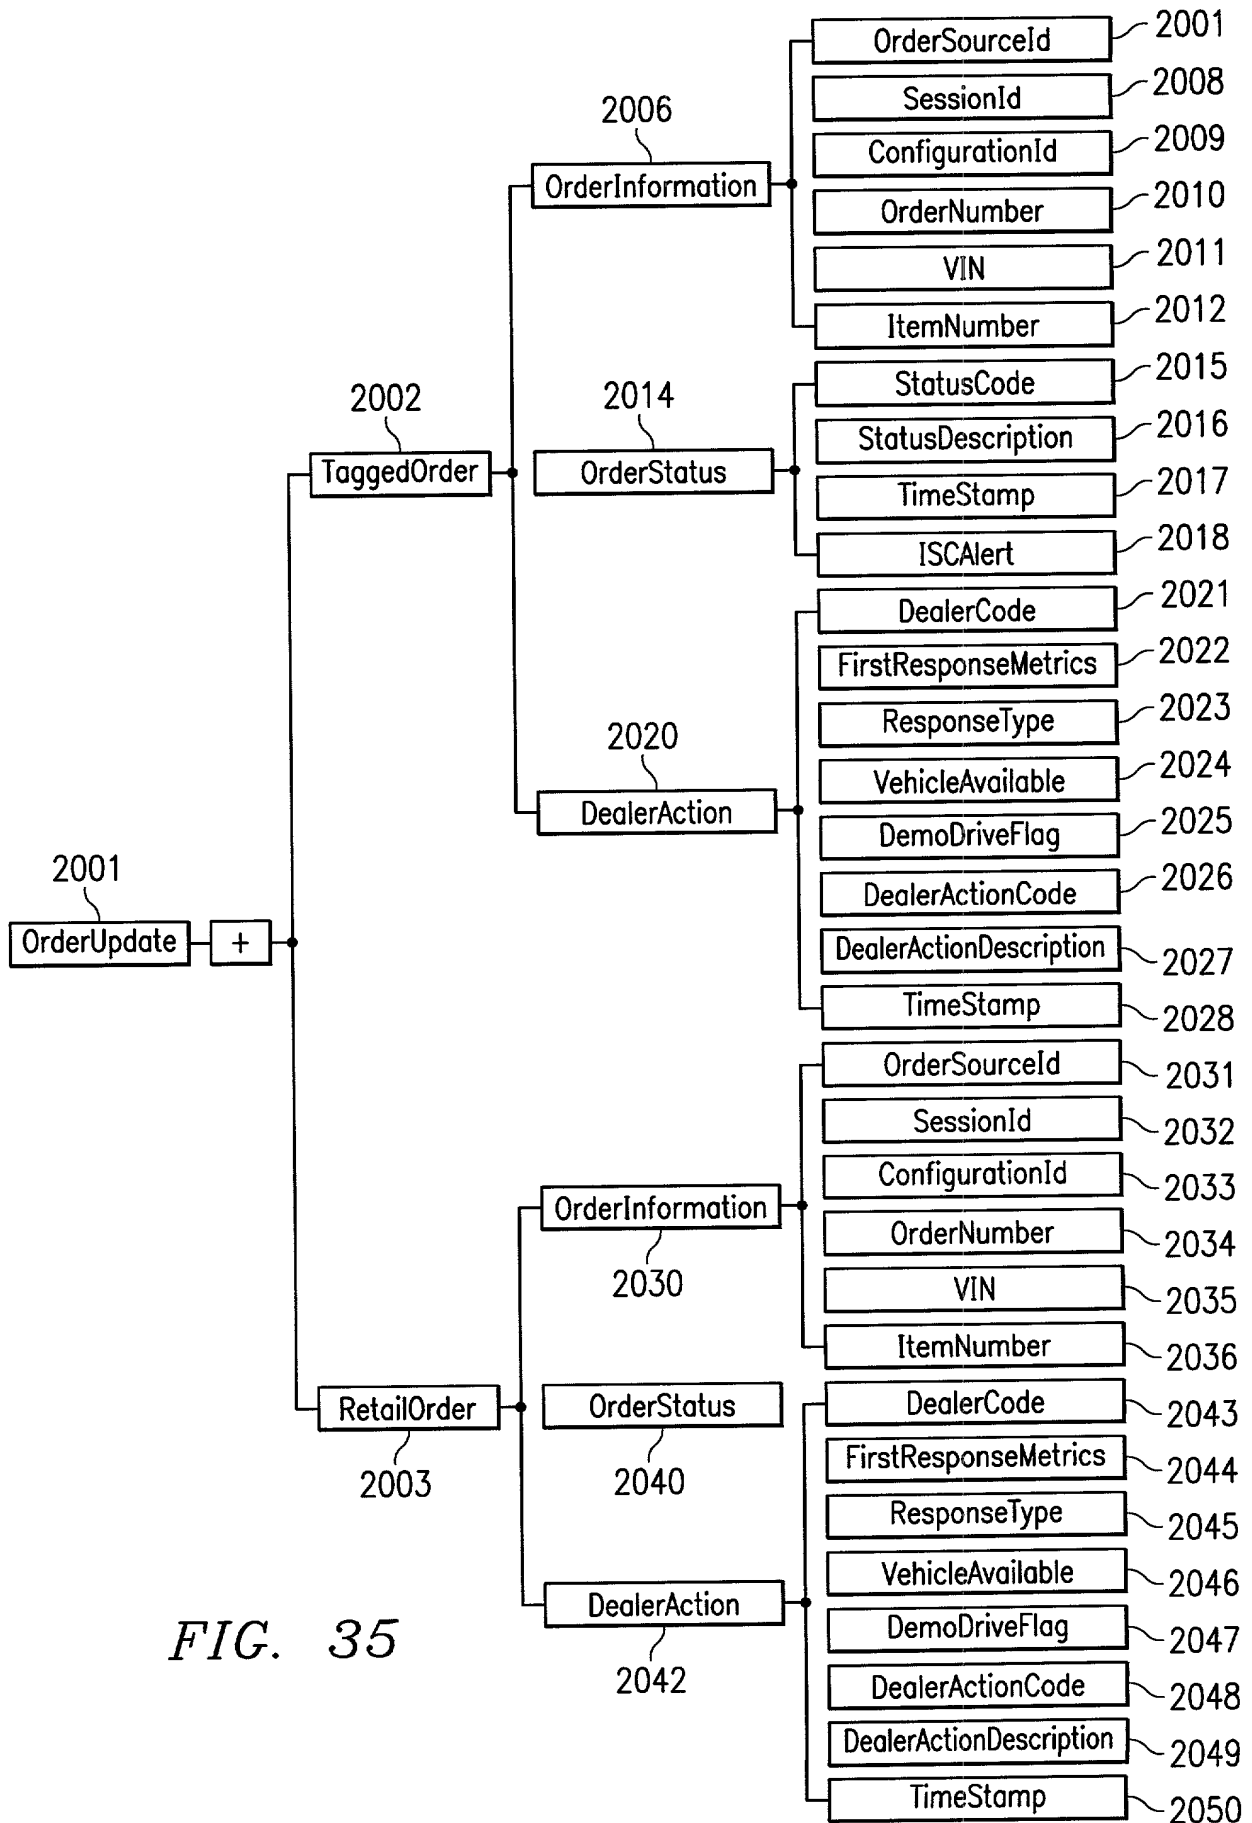 OrderSourceId 2001
SessionId 2008
2006
ConfigurationId 2009
OrderInformation
OrderNumber 2010
VIN 2011
ItemNumber 2012
StatusCode 2015
2002
2014
StatusDescription 2016
TaggedOrder
OrderStatus
TimeStamp 2017
ISCAlert 2018
DealerCode 2021
FirstResponseMetrics 2022
ResponseType 2023
2020
VehicleAvailable 2024
DealerAction
DemoDriveFlag 2025
2001
DealerActionCode 2026
OrderUpdate +
DealerActionDescription 2027
TimeStamp 2028
OrderSourceId 2031
SessionId 2032
ConfigurationId 2033
OrderInformation
OrderNumber 2034
2030
VIN 2035
ItemNumber 2036
RetailOrder
OrderStatus
DealerCode 2043
2003
2040
FirstResponseMetrics 2044
ResponseType 2045
VehicleAvailable 2046
DealerAction
DemoDriveFlag 2047
FIG. 35
2042
DealerActionCode 2048
DealerActionDescription 2049
TimeStamp 2050